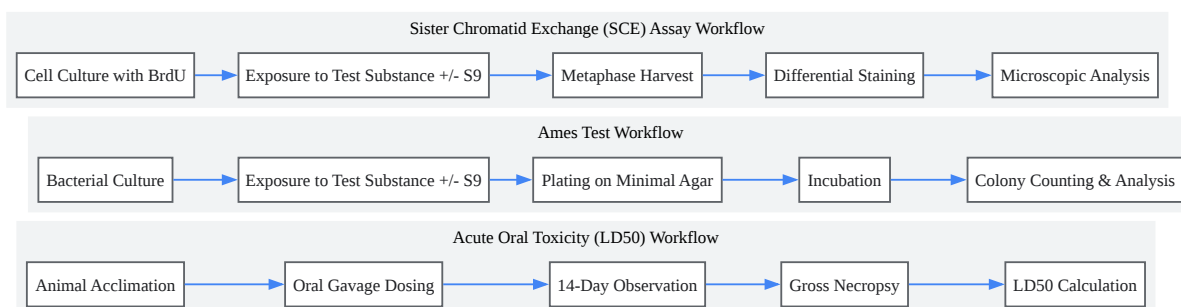 Sister Chromatid Exchange (SCE) Assay Workflow
Cell Culture with BrdU
Exposure to Test Substance +/- S9
Metaphase Harvest
Differential Staining
Microscopic Analysis
Ames Test Workflow
Bacterial Culture
Exposure to Test Substance +/- S9
Plating on Minimal Agar
Incubation
Colony Counting & Analysis
Acute Oral Toxicity (LD50) Workflow
Animal Acclimation
Oral Gavage Dosing
14-Day Observation
Gross Necropsy
LD50 Calculation